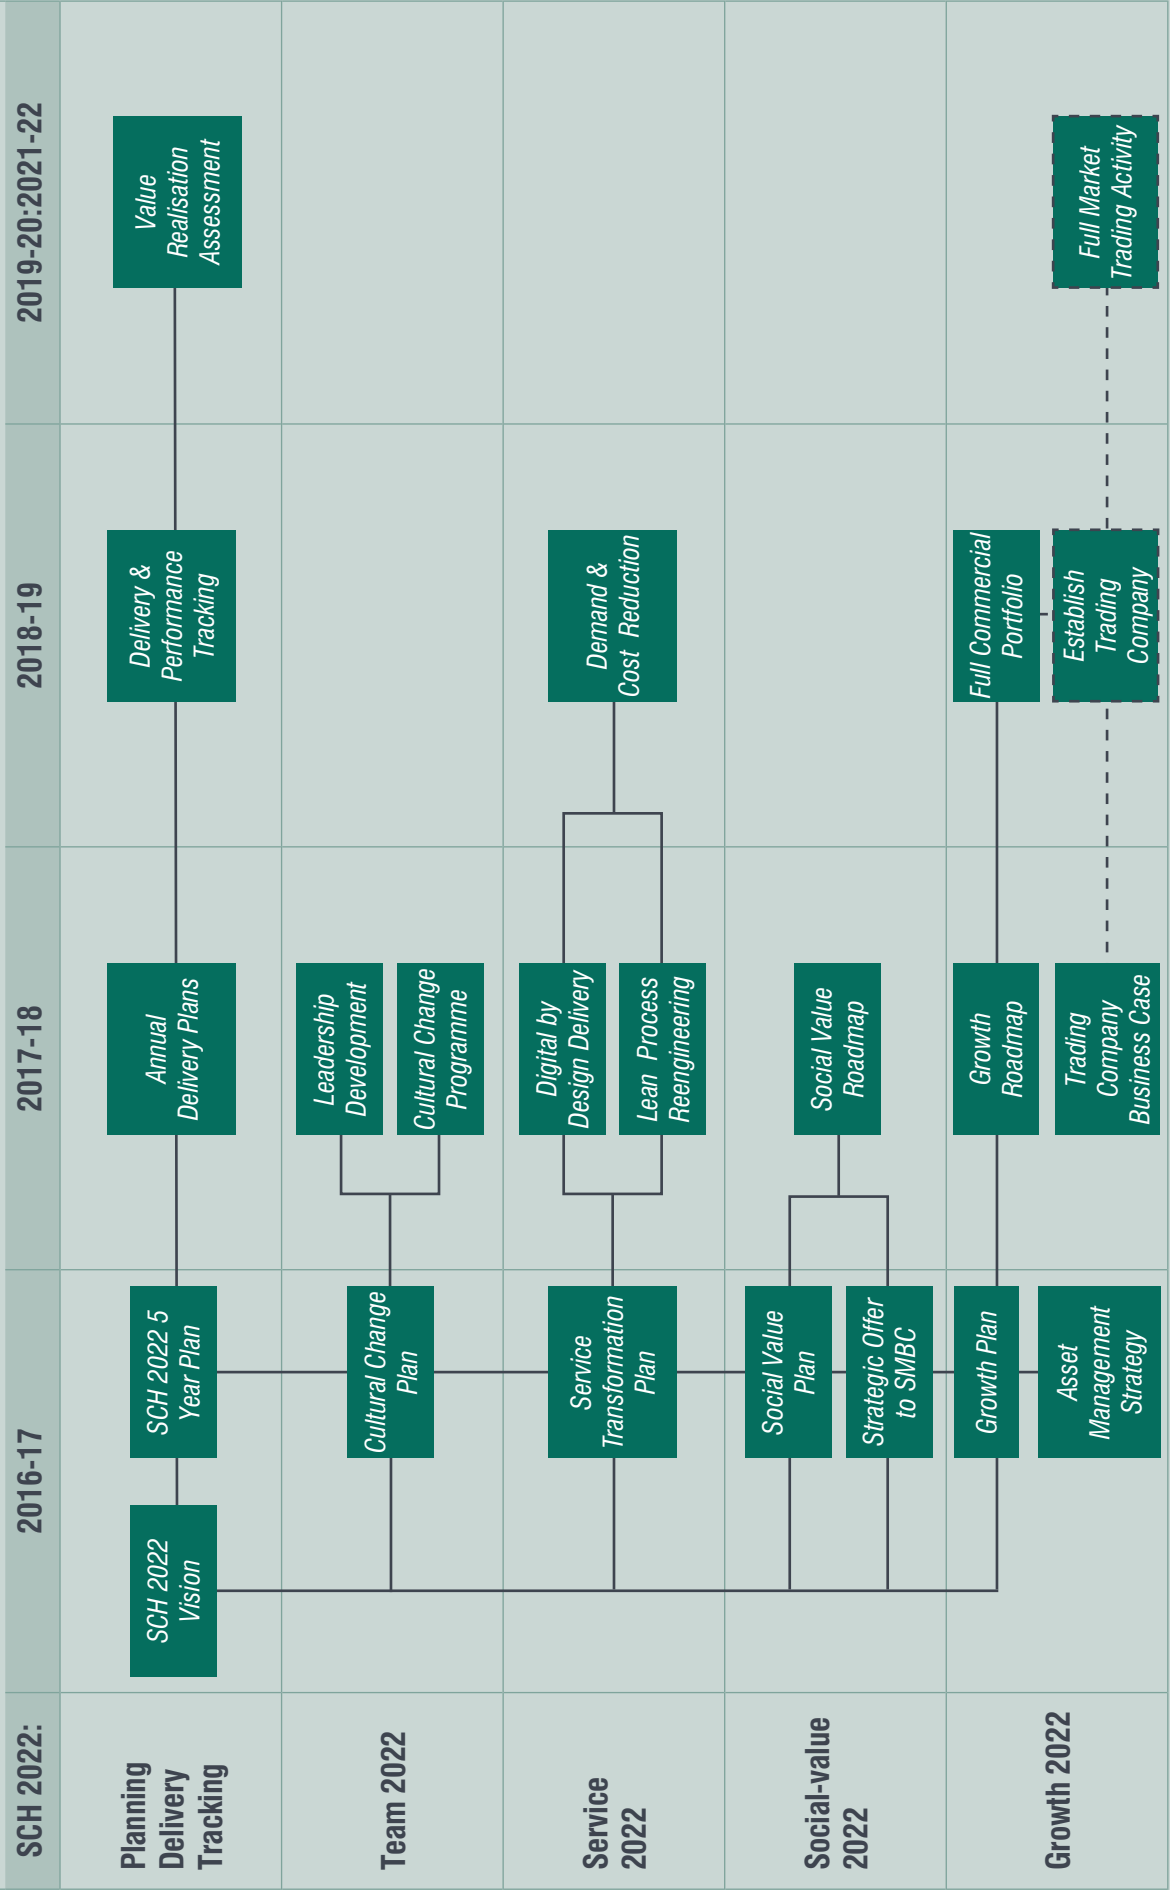 SCH 2022:
2016-17
2017-18
2018-19
2019-20:2021-22
Planning
Delivery
Tracking
SCH 2022
Vision
SCH 2022 5
Year Plan
Annual
Delivery Plans
Delivery &
Performance
Tracking
Value
Realisation
Assessment
Team 2022
Cultural Change
Plan
Leadership
Development
Cultural Change
Programme
Service
2022
Service
Transformation
Plan
Digital by
Design Delivery
Lean Process
Reengineering
Demand &
Cost Reduction
Social-value
2022
Social Value
Plan
Strategic Offer
to SMBC
Social Value
Roadmap
Growth 2022
Growth Plan
Asset
Management
Strategy
Growth
Roadmap
Trading
Company
Business Case
Full Commercial
Portfolio
Establish
Trading
Company
Full Market
Trading Activity